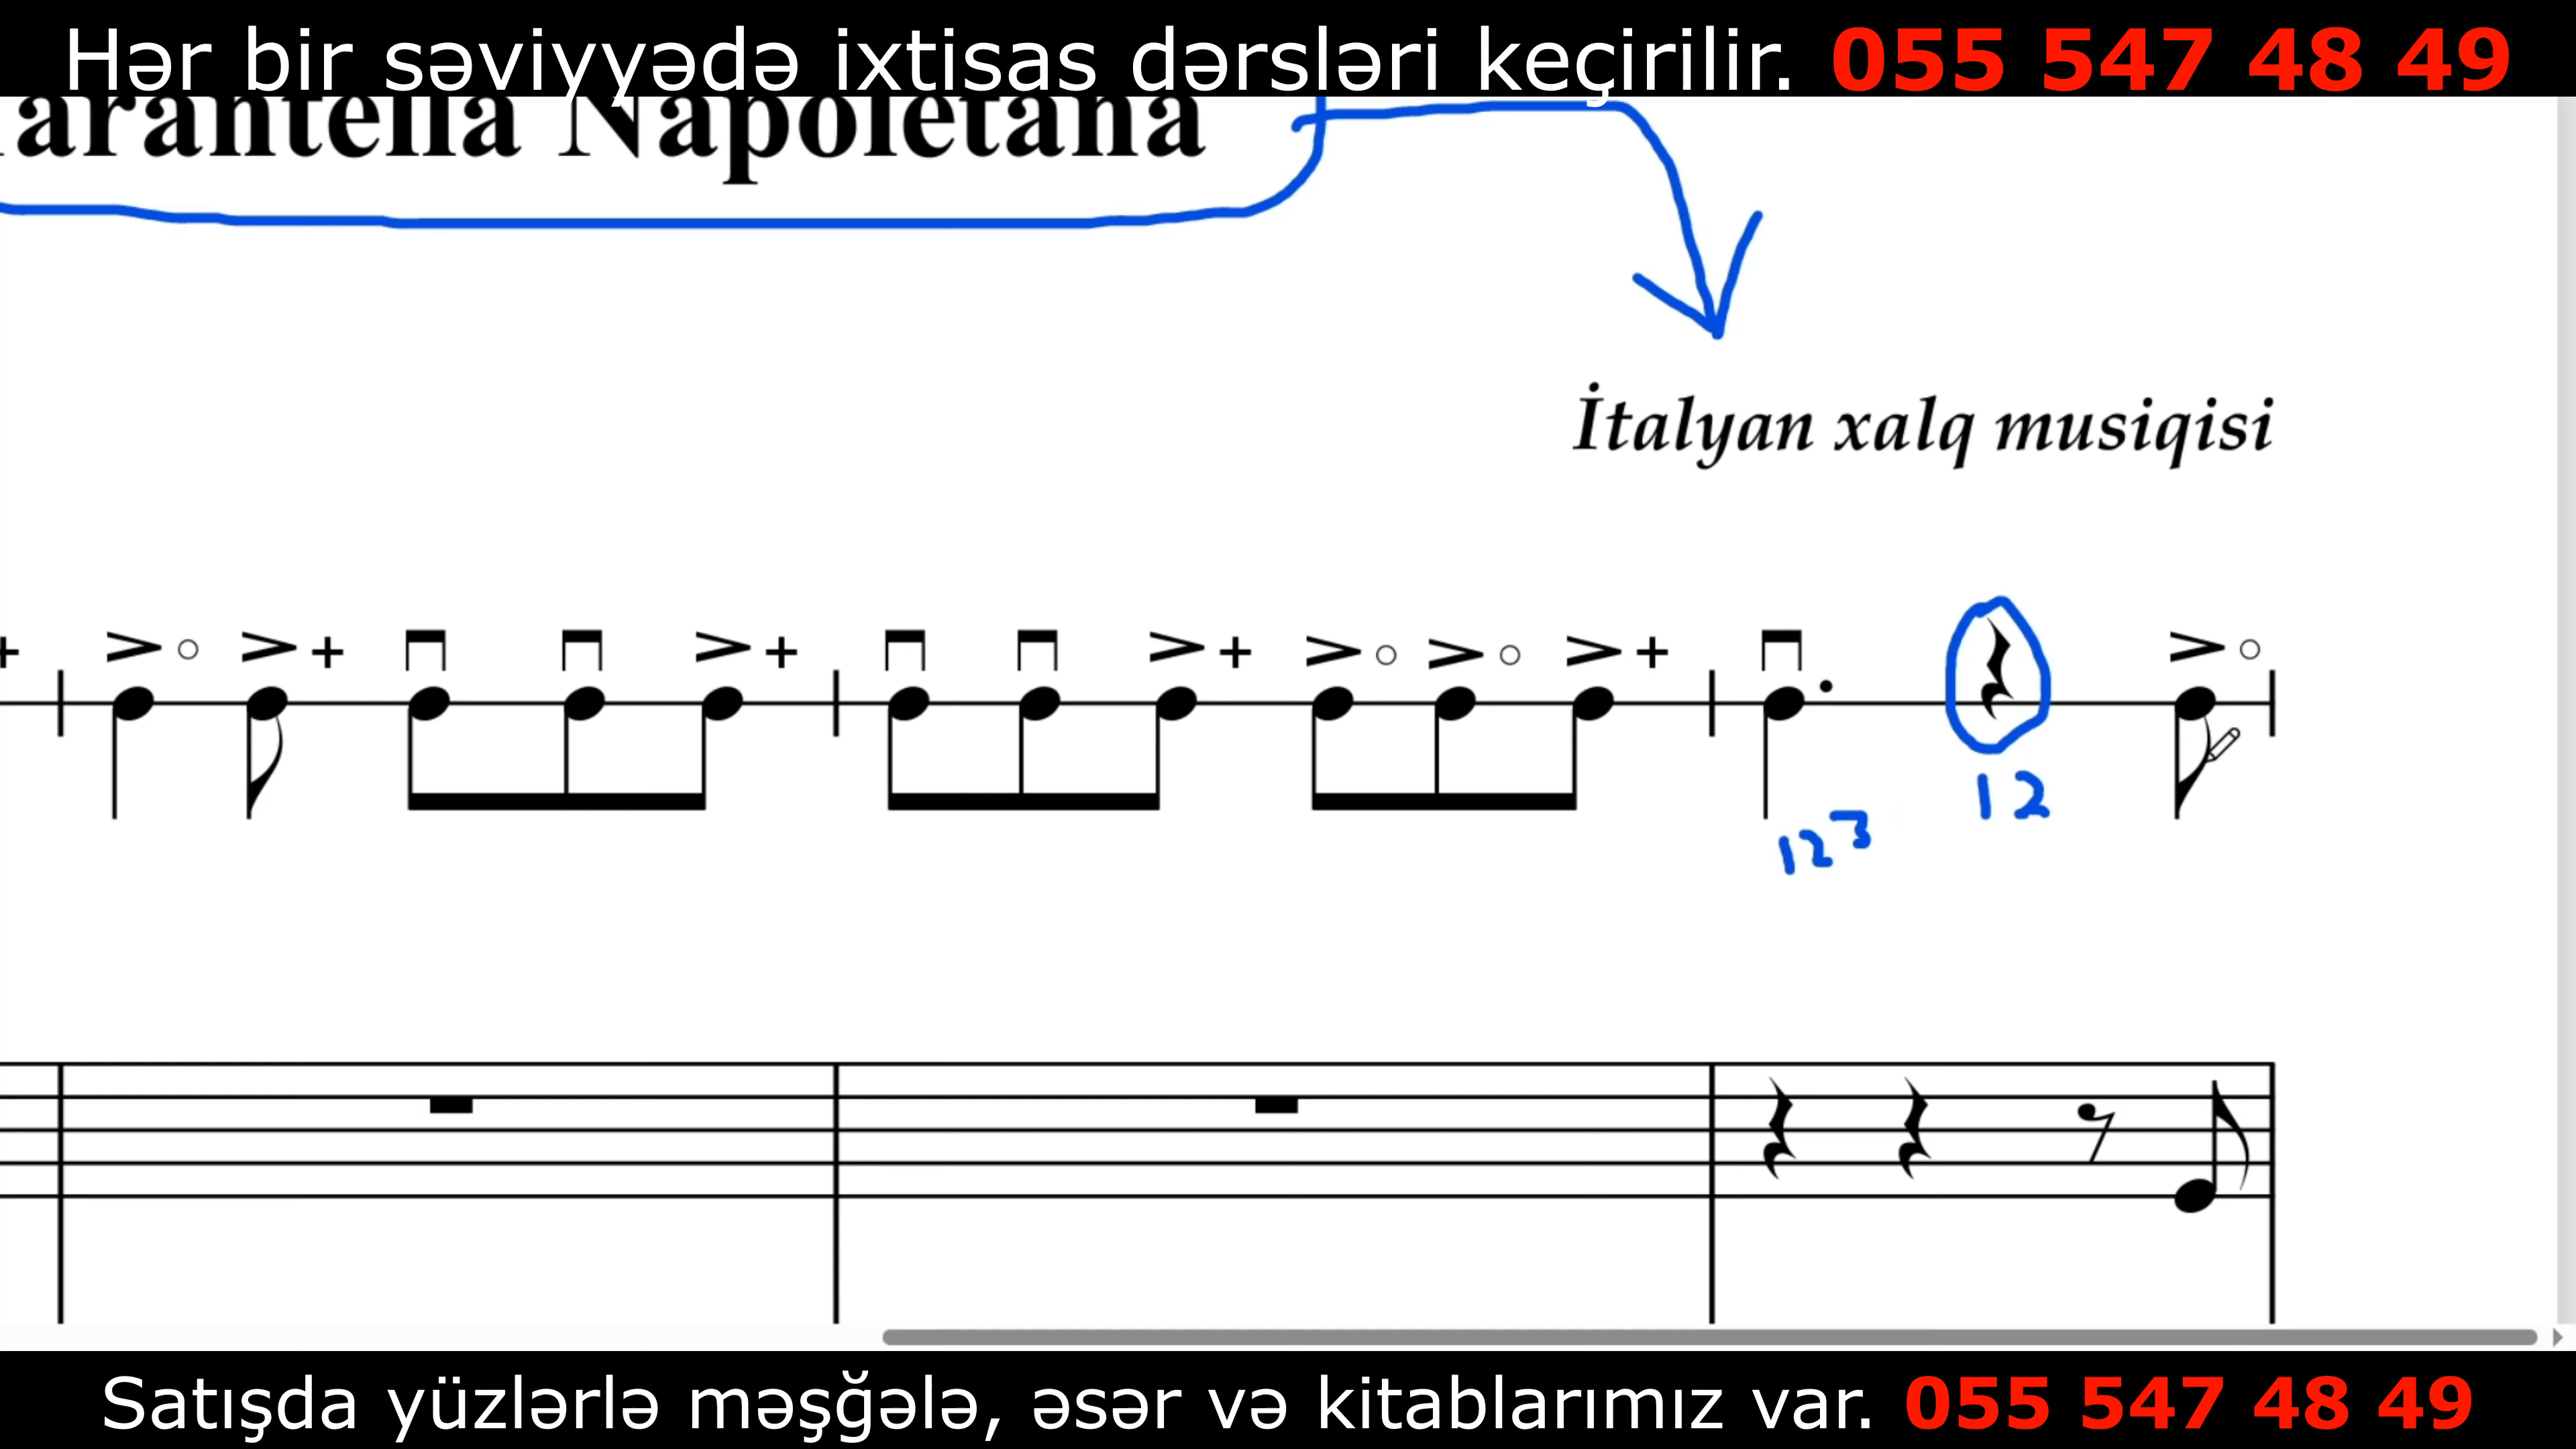 Hər bir səviyyədə ixtisas dərsləri keçirilir. 055 547 48 49
arantella Napoletana
İtalyan xalq musiqisi
12
123
Satışda yüzlərlə məşğələ, əsər və kitablarımız var. 055 547 48 49